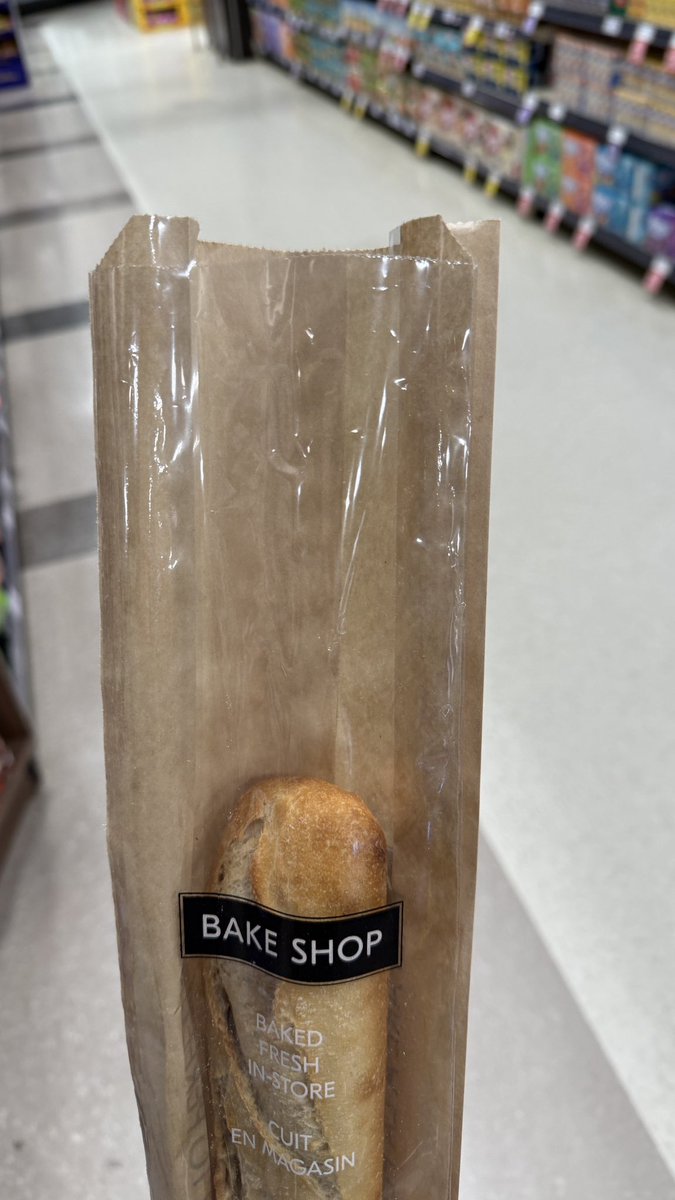 BAKE SHOP
BAKED
FRESH
IN-STORE
CUIT
EN MAGASIN